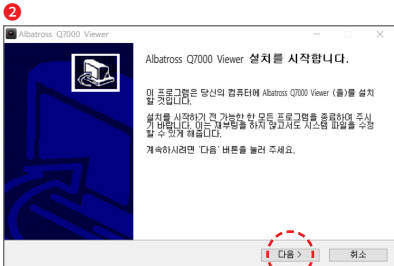 2
Albatross Q7000 Viewer
Albatross Q7000 Viewer 설치를 시작합니다.
이 프로그램은 당신의 컴퓨터에 Albatross Q7000 Viewer (을)를 설치
할 것입니다.
설치를 시작하기 전 가능한 한 모든 프로그램을 종료하여 주시
기 바랍니다. 이는 재부팅을 하지 않고서도 시스템 파일을 수정
할 수 있게 해줍니다.
계속하시려면 '다음' 버튼을 눌러 주세요.
다음 >
취소